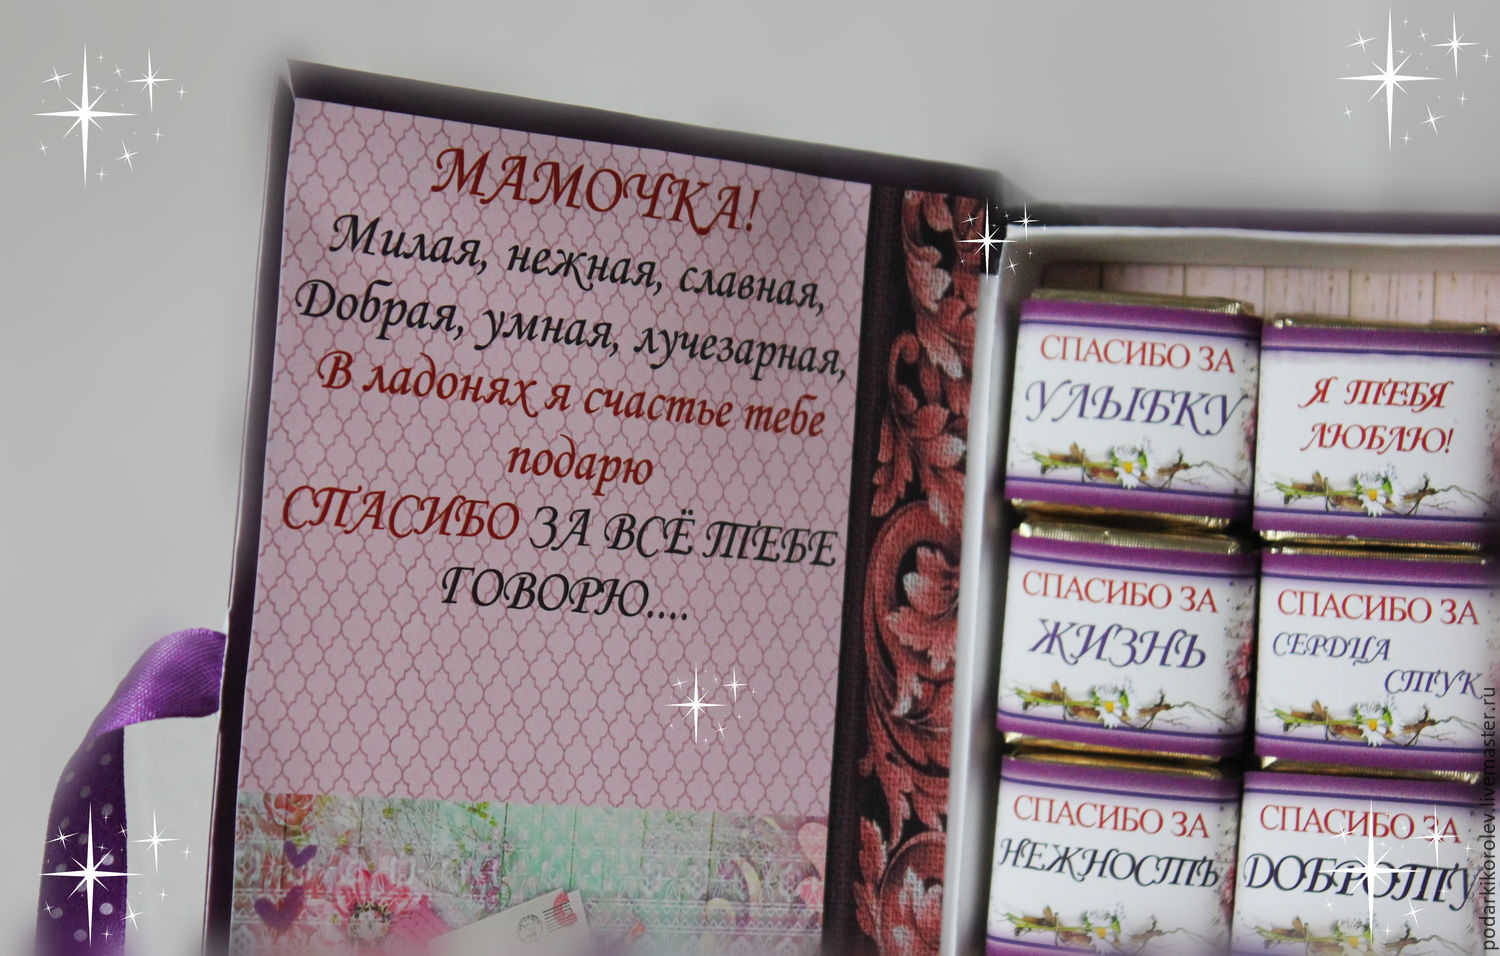 МАМОЧКА!
Милая, нежная, славная,
Добрая, умная, лучезарная,
В ладонях я счастье тебе
подарю
СПАСИБО ЗА ВСЁ ТЕБЕ
ГОВОРЮ....
СПАСИБО ЗА
УЛЫБКУ
Я ТЕБЯ
ЛЮБЛЮ!
СПАСИБО ЗА
ЖИЗНЬ
СПАСИБО ЗА
СЕРДЦА
СТУК
СПАСИБО ЗА
НЕЖНОСТЬ
СПАСИБО ЗА
ДОБРОТУ
podarkikorolev.livemaster.ru